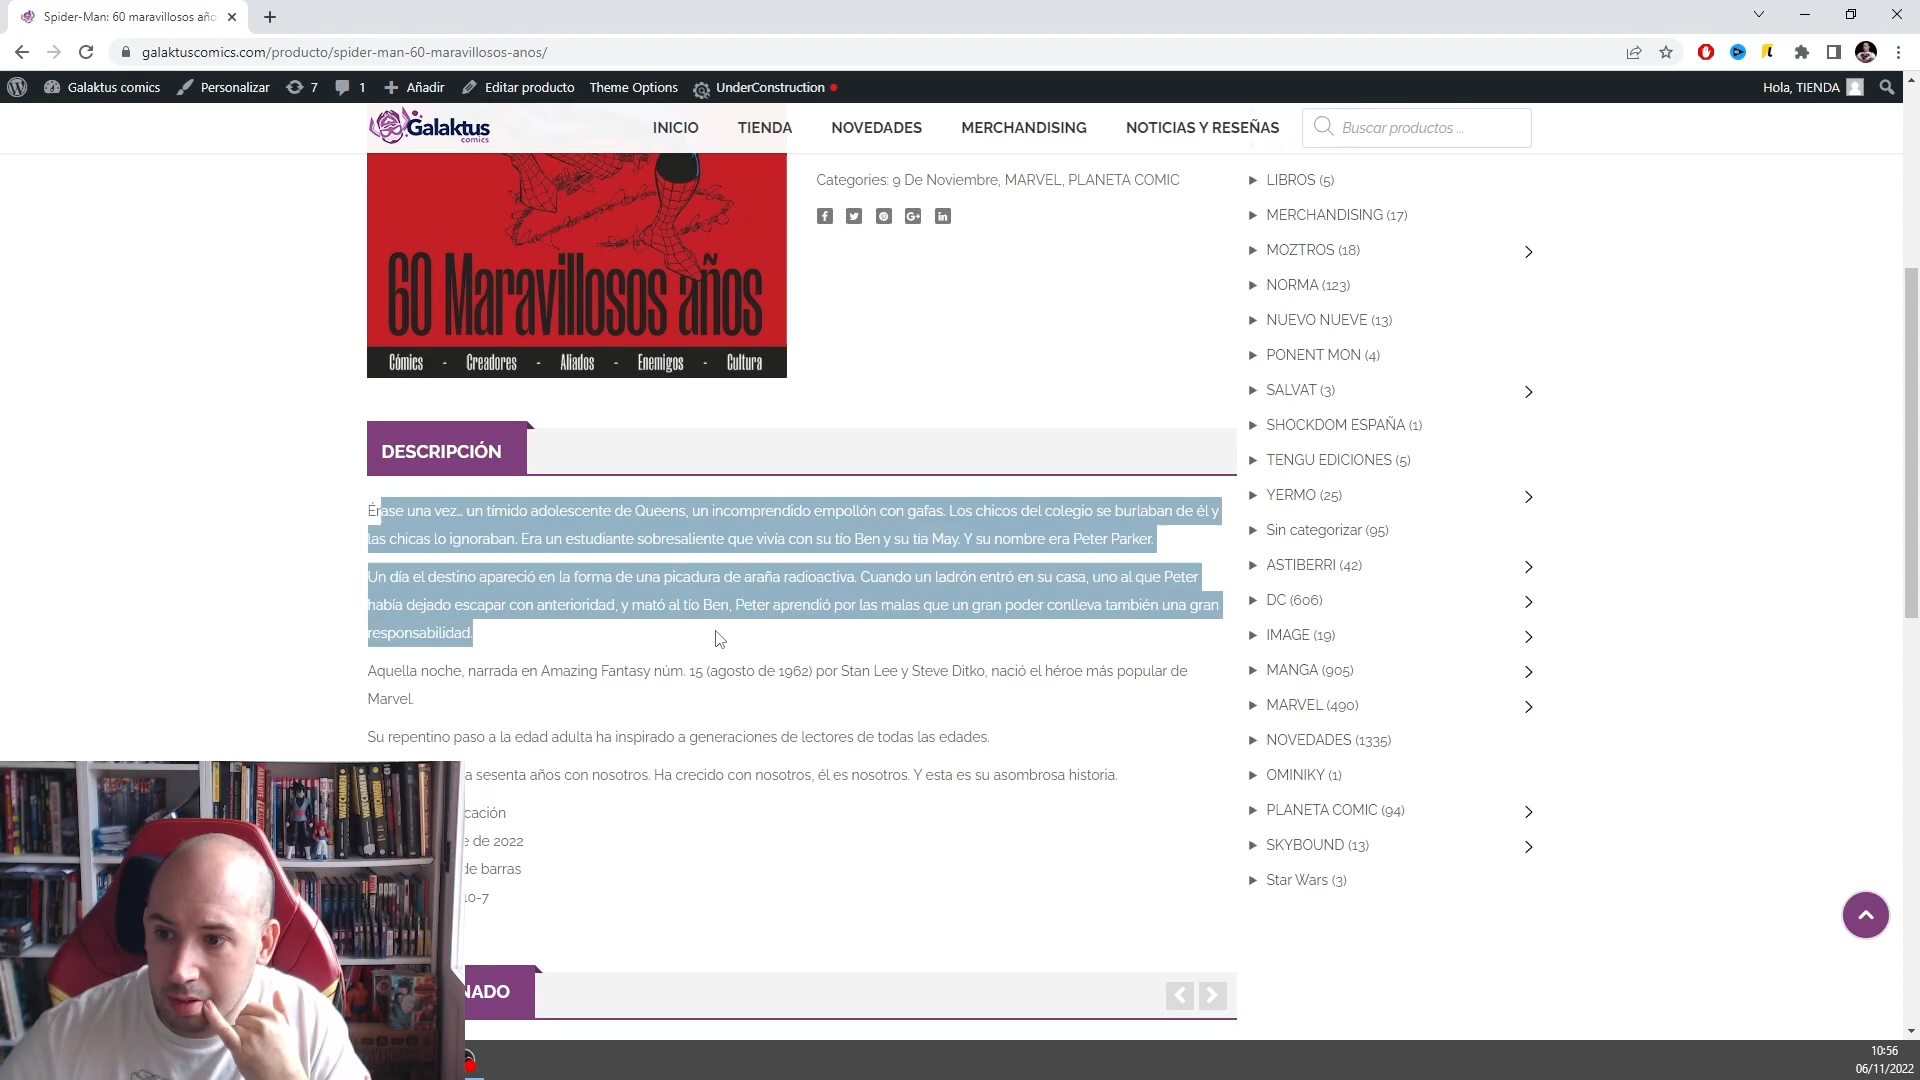 Spider-Man: 60 maravillosos año
galaktuscomics.com/producto/spider-man-60-maravillosos-anos/
Galaktus comics
Personalizar
7
1
Añadir
Editar producto
Theme Options
UnderConstruction
Hola, TIENDA
Galaktus
comics
INICIO
TIENDA
NOVEDADES
MERCHANDISING
NOTICIAS Y RESEÑAS
Buscar productos ...
60 Maravillosos años
Cómics - Creadores - Aliados - Enemigos - Cultura
Categories: 9 De Noviembre, MARVEL, PLANETA COMIC
DESCRIPCIÓN
Érase una vez… un tímido adolescente de Queens, un incomprendido empollón con gafas. Los chicos del colegio se burlaban de él y
las chicas lo ignoraban. Era un estudiante sobresaliente que vivía con su tío Ben y su tía May. Y su nombre era Peter Parker.
Un día el destino apareció en la forma de una picadura de araña radioactiva. Cuando un ladrón entró en su casa, uno al que Peter
había dejado escapar con anterioridad, y mató al tío Ben, Peter aprendió por las malas que un gran poder conlleva también una gran
responsabilidad.
Aquella noche, narrada en Amazing Fantasy núm. 15 (agosto de 1962) por Stan Lee y Steve Ditko, nació el héroe más popular de
Marvel.
Su repentino paso a la edad adulta ha inspirado a generaciones de lectores de todas las edades.
a sesenta años con nosotros. Ha crecido con nosotros, él es nosotros. Y esta es su asombrosa historia.
cación
e de 2022
de barras
10-7
NADO
LIBROS (5)
MERCHANDISING (17)
MOZTROS (18)
NORMA (123)
NUEVO NUEVE (13)
PONENT MON (4)
SALVAT (3)
SHOCKDOM ESPAÑA (1)
TENGU EDICIONES (5)
YERMO (25)
Sin categorizar (95)
ASTIBERRI (42)
DC (606)
IMAGE (19)
MANGA (905)
MARVEL (490)
NOVEDADES (1335)
OMINIKY (1)
PLANETA COMIC (94)
SKYBOUND (13)
Star Wars (3)
WATCHMEN
10:56
06/11/2022